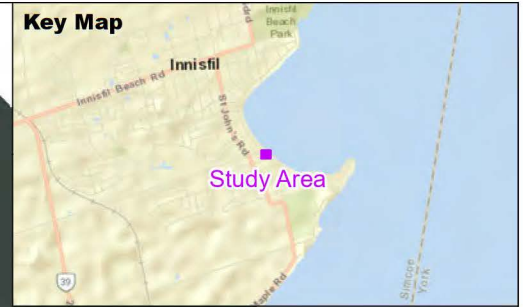 Key Map
Innisfil
Beach
Park
Innisfil
Innisfil Beach Rd
St John's Rd
Study Area
39
Maple Rd
Simcoe
York